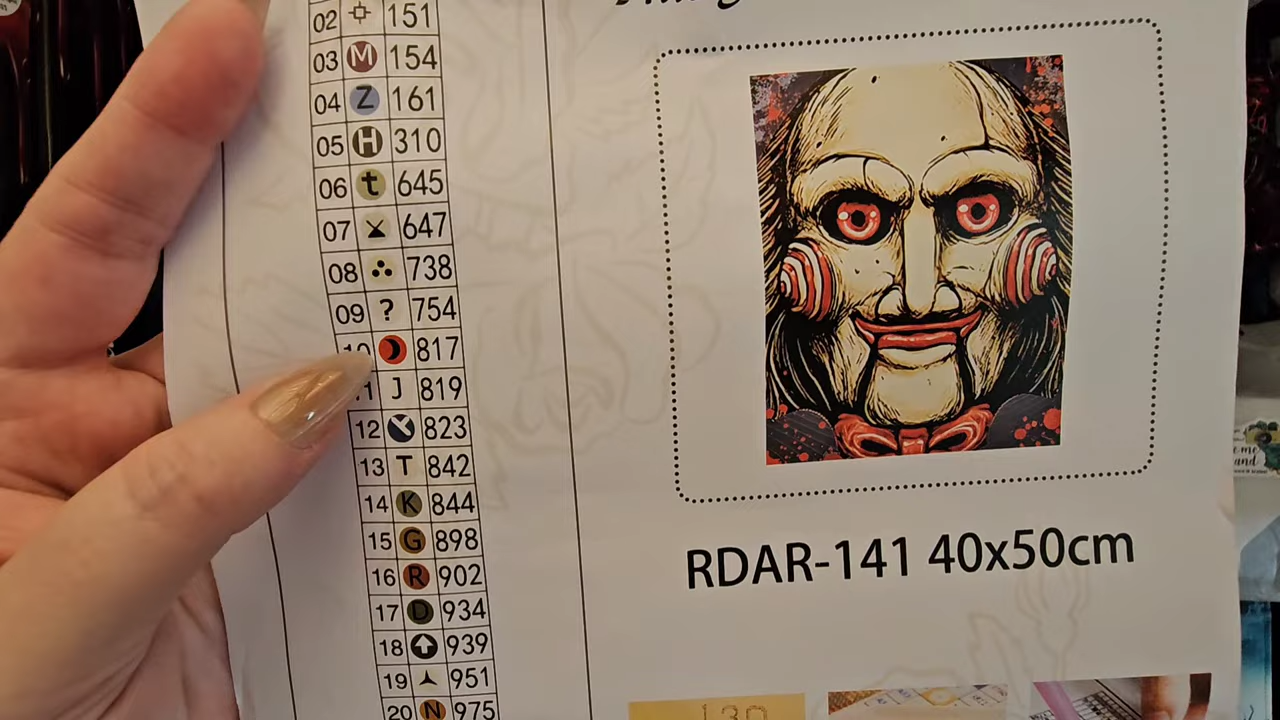 02 151
03 M 154
04 Z 161
05 H 310
06 t 645
07 647
08 738
09 ? 754
10 817
11 J 819
12 823
13 T 842
14 K 844
15 G 898
16 R 902
17 D 934
18 939
19 951
20 N 975
RDAR-141 40x50cm